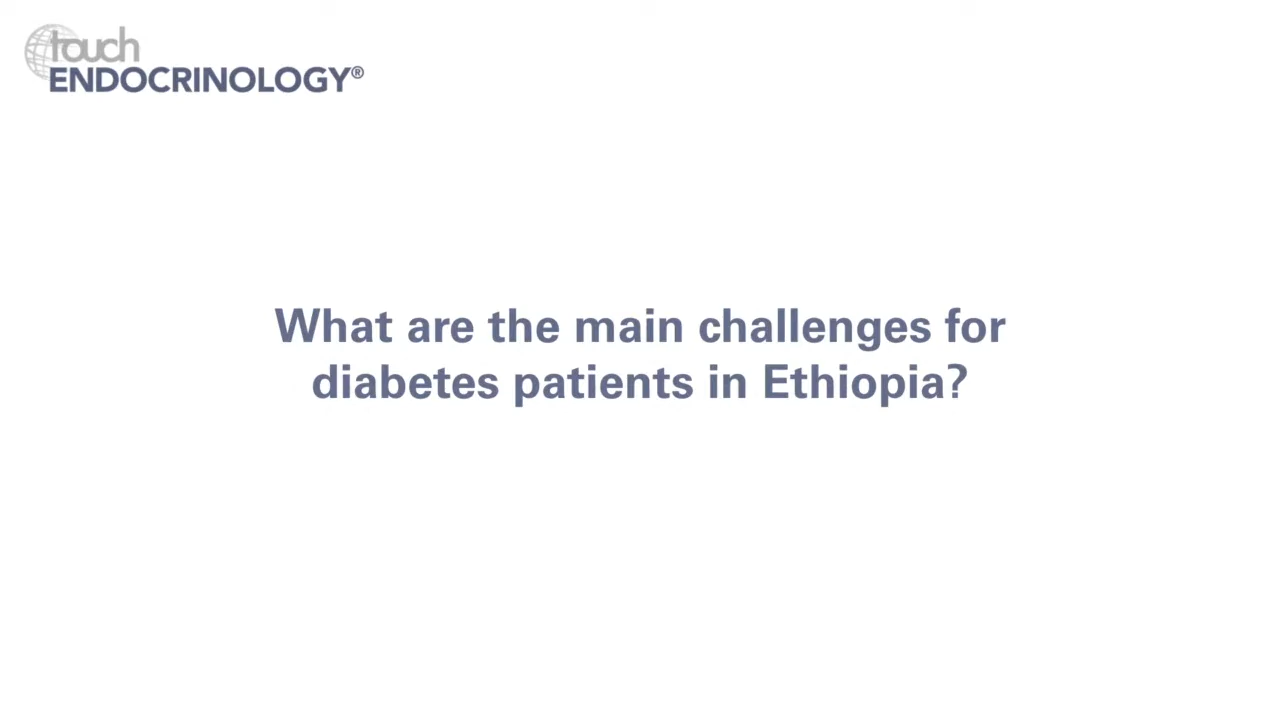 touch
ENDOCRINOLOGY®
What are the main challenges for
diabetes patients in Ethiopia?